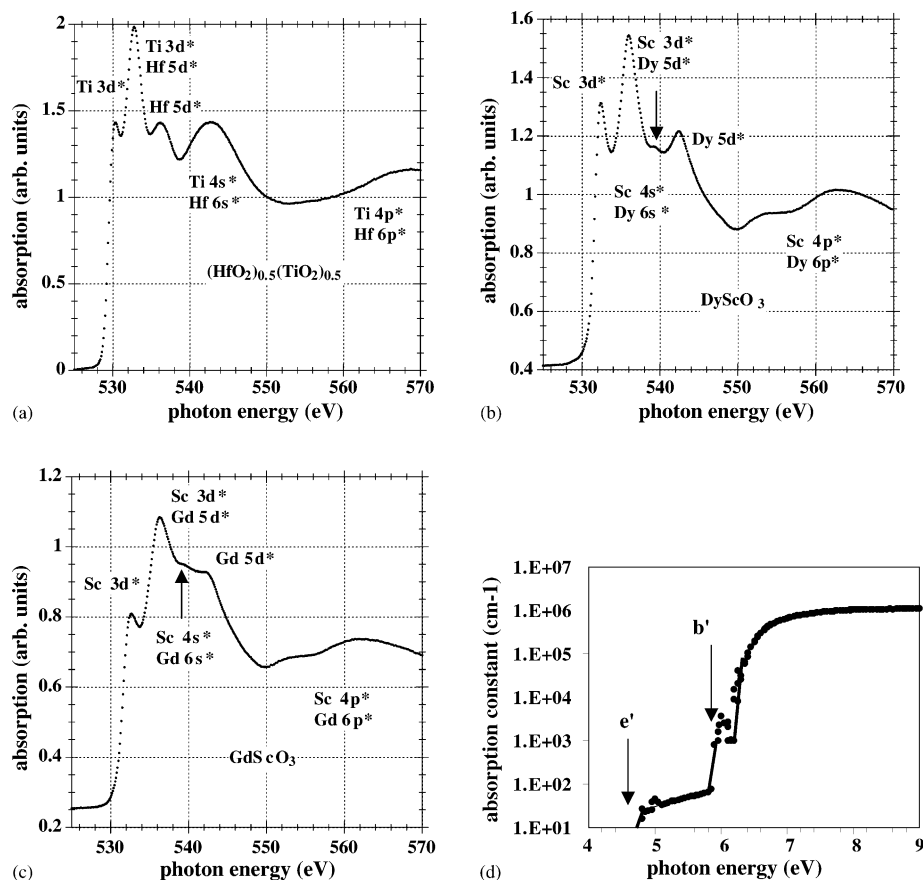 2
1.5
1
0.5
0
530 540 550 560 570
absorption (arb. units)
photon energy (eV)
Ti 3d*
Ti 3d*
Hf 5d*
Hf 5d*
Ti 4s*
Hf 6s*
Ti 4p*
Hf 6p*
(HfO2)0.5(TiO2)0.5
(a)
1.6
1.4
1.2
1.0
0.8
0.6
0.4
530 540 550 560 570
absorption (arb. units)
photon energy (eV)
Sc 3d*
Sc 3d*
Dy 5d*
Dy 5d*
Sc 4s*
Dy 6s *
Sc 4p*
Dy 6p*
DyScO3
(b)
1.2
1
0.8
0.6
0.4
0.2
530 540 550 560 570
absorption (arb. units)
photon energy (eV)
Sc 3d*
Sc 3d*
Gd 5d*
Gd 5d*
Sc 4s*
Gd 6s*
Sc 4p*
Gd 6p*
GdScO3
(c)
1.E+07
1.E+06
1.E+05
1.E+04
1.E+03
1.E+02
1.E+01
4 5 6 7 8 9
absorption constant (cm-1)
photon energy (eV)
b'
e'
(d)